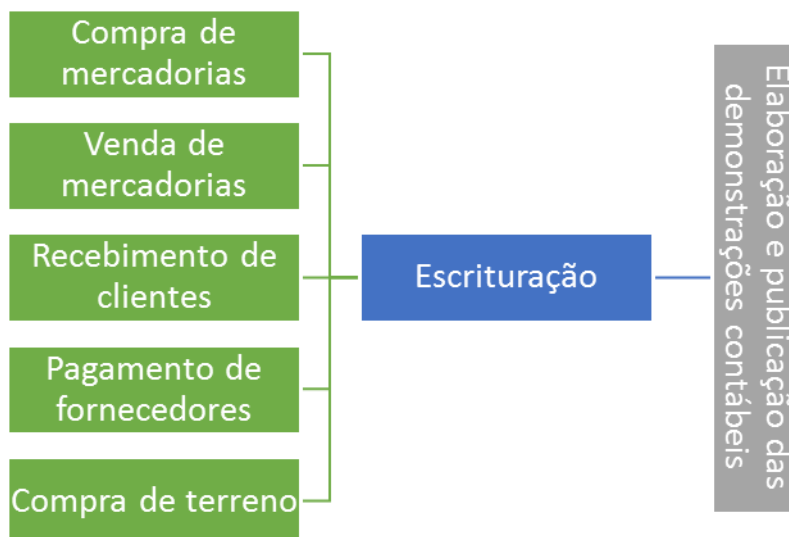 Compra de
mercadorias
Venda de
mercadorias
Recebimento de
clientes
Pagamento de
fornecedores
Compra de terreno
Escrituração
Elaboração e publicação das
demonstrações contábeis